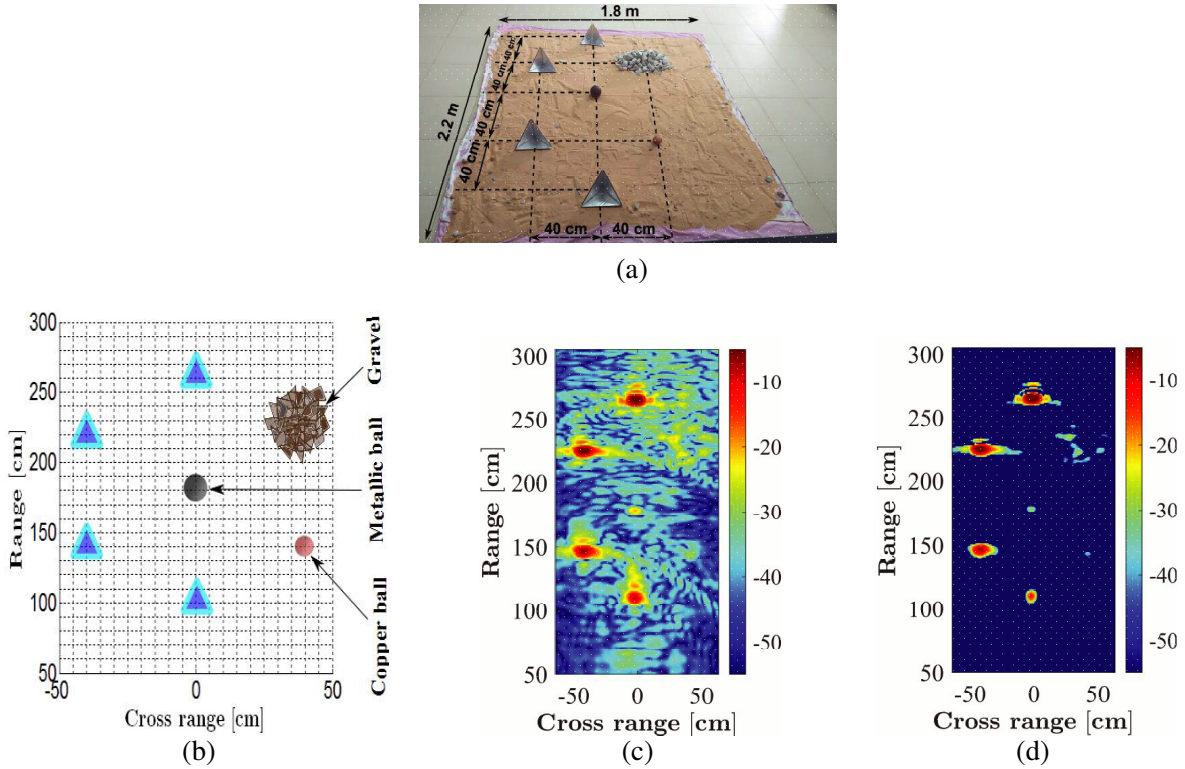 1.8 m
40 cm
40 cm
40 cm
40 cm
2.2 m
40 cm 40 cm
(a)
300
250
200
150
100
50
-50 0 50
Range [cm]
Cross range [cm]
Gravel
Metallic ball
Copper ball
(b)
300
250
200
150
100
50
-50 0 50
Range [cm]
Cross range [cm]
-10
-20
-30
-40
-50
(c)
300
250
200
150
100
50
-50 0 50
Range [cm]
Cross range [cm]
-10
-20
-30
-40
-50
(d)